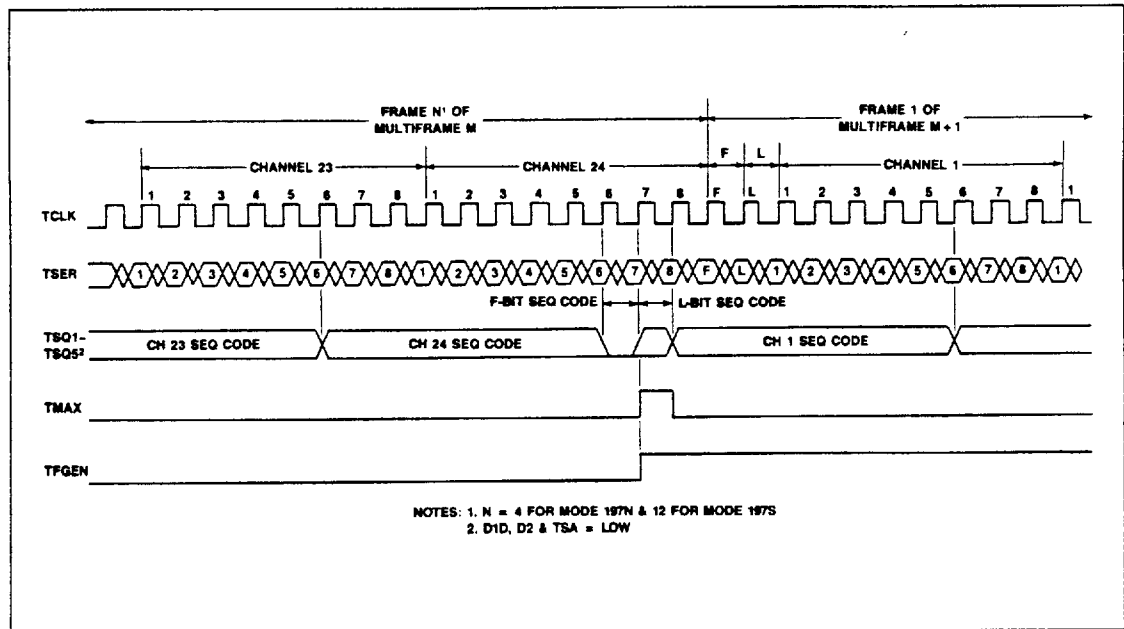 FRAME N¹ OF
MULTIFRAME M
FRAME 1 OF
MULTIFRAME M + 1
F L
CHANNEL 23 CHANNEL 24 CHANNEL 1
1 2 3 4 5 6 7 8 1 2 3 4 5 6 7 8 F L 1 2 3 4 5 6 7 8 1
TCLK
TSER 1 2 3 4 5 6 7 8 1 2 3 4 5 6 7 8 F L 1 2 3 4 5 6 7 8 1
F-BIT SEQ CODE L-BIT SEQ CODE
TSQ1–
TSQ5² CH 23 SEQ CODE CH 24 SEQ CODE CH 1 SEQ CODE
TMAX
TFGEN
NOTES: 1. N = 4 FOR MODE 197N & 12 FOR MODE 197S
2. D1D, D2 & TSA = LOW